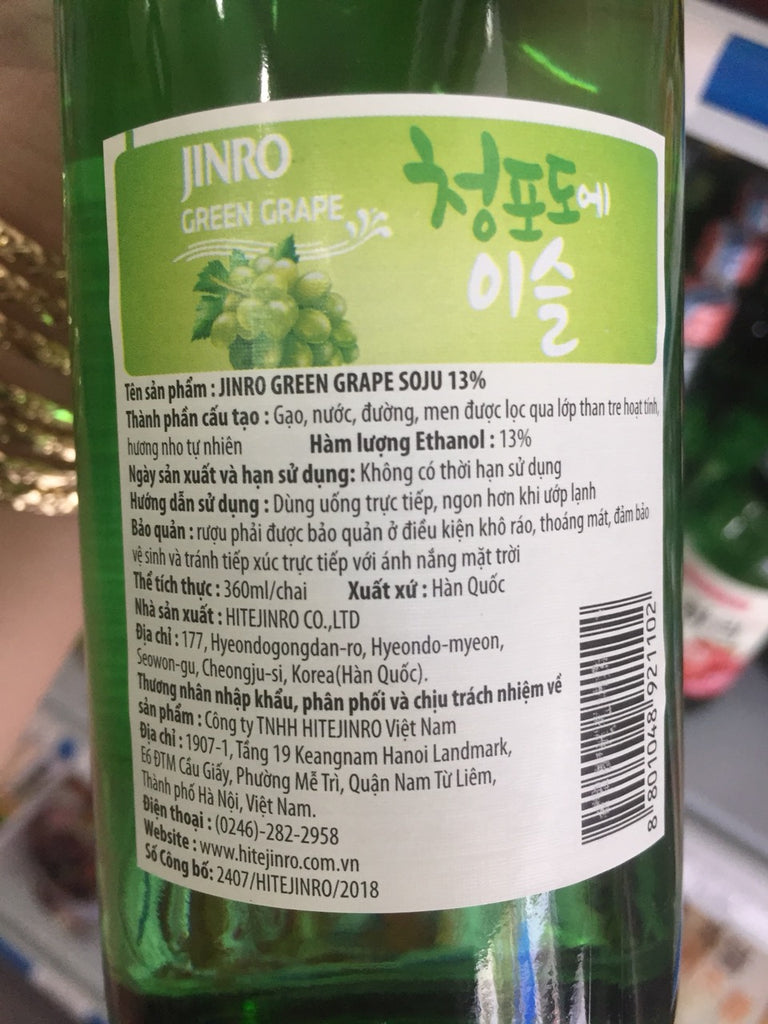 JINRO
GREEN GRAPE
청포도에
이슬
Tên sản phẩm : JINRO GREEN GRAPE SOJU 13%
Thành phần cấu tạo : Gạo, nước, đường, men được lọc qua lớp than tre hoạt tính,
hương nho tự nhiên Hàm lượng Ethanol : 13%
Ngày sản xuất và hạn sử dụng: Không có thời hạn sử dụng
Hướng dẫn sử dụng : Dùng uống trực tiếp, ngon hơn khi ướp lạnh
Bảo quản : rượu phải được bảo quản ở điều kiện khô ráo, thoáng mát, đảm bảo
vệ sinh và tránh tiếp xúc trực tiếp với ánh nắng mặt trời
Thể tích thực : 360ml/chai Xuất xứ : Hàn Quốc
Nhà sản xuất : HITEJINRO CO.,LTD
Địa chỉ : 177, Hyeondogongdan-ro, Hyeondo-myeon,
Seowon-gu, Cheongju-si, Korea(Hàn Quốc).
Thương nhân nhập khẩu, phân phối và chịu trách nhiệm về
sản phẩm : Công ty TNHH HITEJINRO Việt Nam
Địa chỉ : 1907-1, Tầng 19 Keangnam Hanoi Landmark,
E6 ĐTM Cầu Giấy, Phường Mễ Trì, Quận Nam Từ Liêm,
Thành phố Hà Nội, Việt Nam.
Điện thoại : (0246)-282-2958
Website : www.hitejinro.com.vn
Số Công bố: 2407/HITEJINRO/2018
8 801048 921102